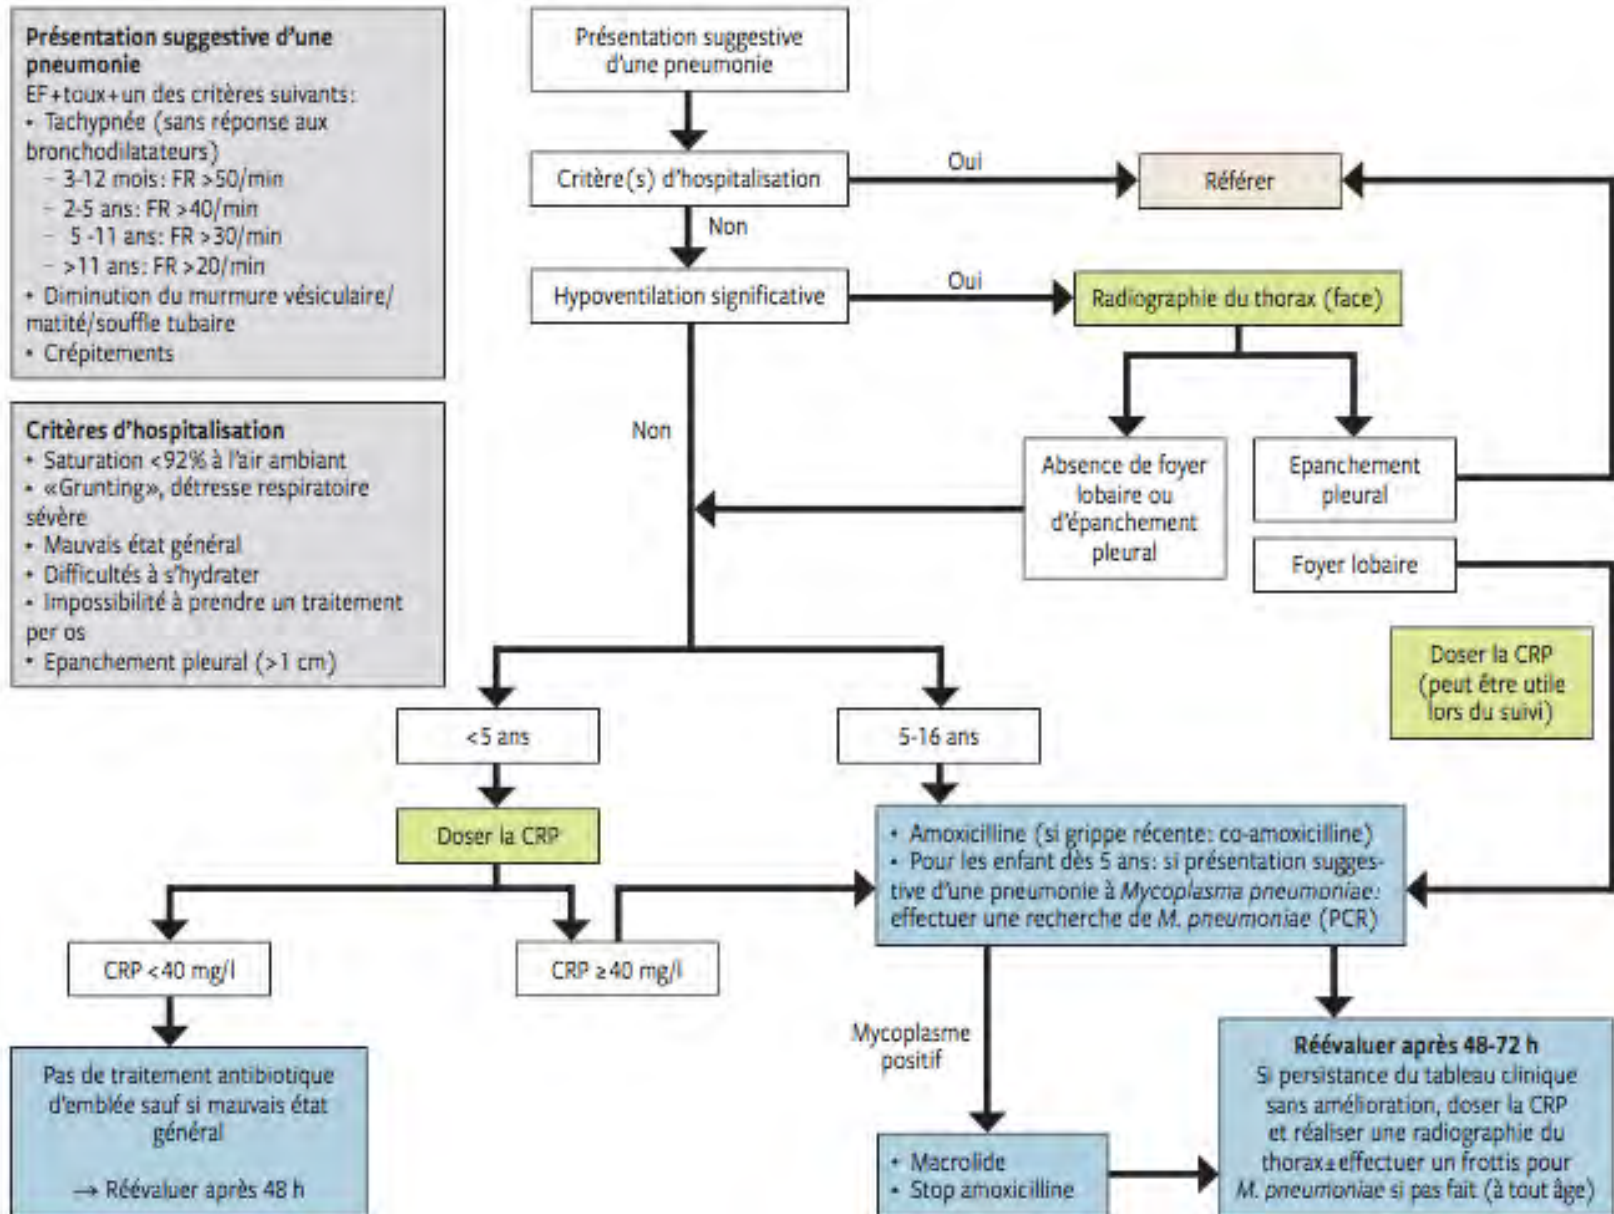 Présentation suggestive d'une
pneumonie
EF+toux+un des critères suivants:
• Tachypnée (sans réponse aux
bronchodilatateurs)
– 3-12 mois: FR >50/min
– 2-5 ans: FR >40/min
– 5 -11 ans: FR >30/min
– >11 ans: FR >20/min
• Diminution du murmure vésiculaire/
matité/souffle tubaire
• Crépitements
Critères d'hospitalisation
• Saturation <92% à l'air ambiant
• «Grunting», détresse respiratoire
sévère
• Mauvais état général
• Difficultés à s'hydrater
• Impossibilité à prendre un traitement
per os
• Epanchement pleural (>1 cm)
Présentation suggestive
d'une pneumonie
Critère(s) d'hospitalisation
Oui
Référer
Non
Hypoventilation significative
Oui
Radiographie du thorax (face)
Non
Absence de foyer
lobaire ou
d'épanchement
pleural
Epanchement
pleural
Foyer lobaire
Doser la CRP
(peut être utile
lors du suivi)
<5 ans
5-16 ans
Doser la CRP
• Amoxicilline (si grippe récente: co-amoxicilline)
• Pour les enfant dès 5 ans: si présentation sugges-
tive d'une pneumonie à Mycoplasma pneumoniae:
effectuer une recherche de M. pneumoniae (PCR)
CRP <40 mg/l
CRP ≥40 mg/l
Mycoplasme
positif
Pas de traitement antibiotique
d'emblée sauf si mauvais état
général
→ Réévaluer après 48 h
• Macrolide
• Stop amoxicilline
Réévaluer après 48-72 h
Si persistance du tableau clinique
sans amélioration, doser la CRP
et réaliser une radiographie du
thorax±effectuer un frottis pour
M. pneumoniae si pas fait (à tout âge)